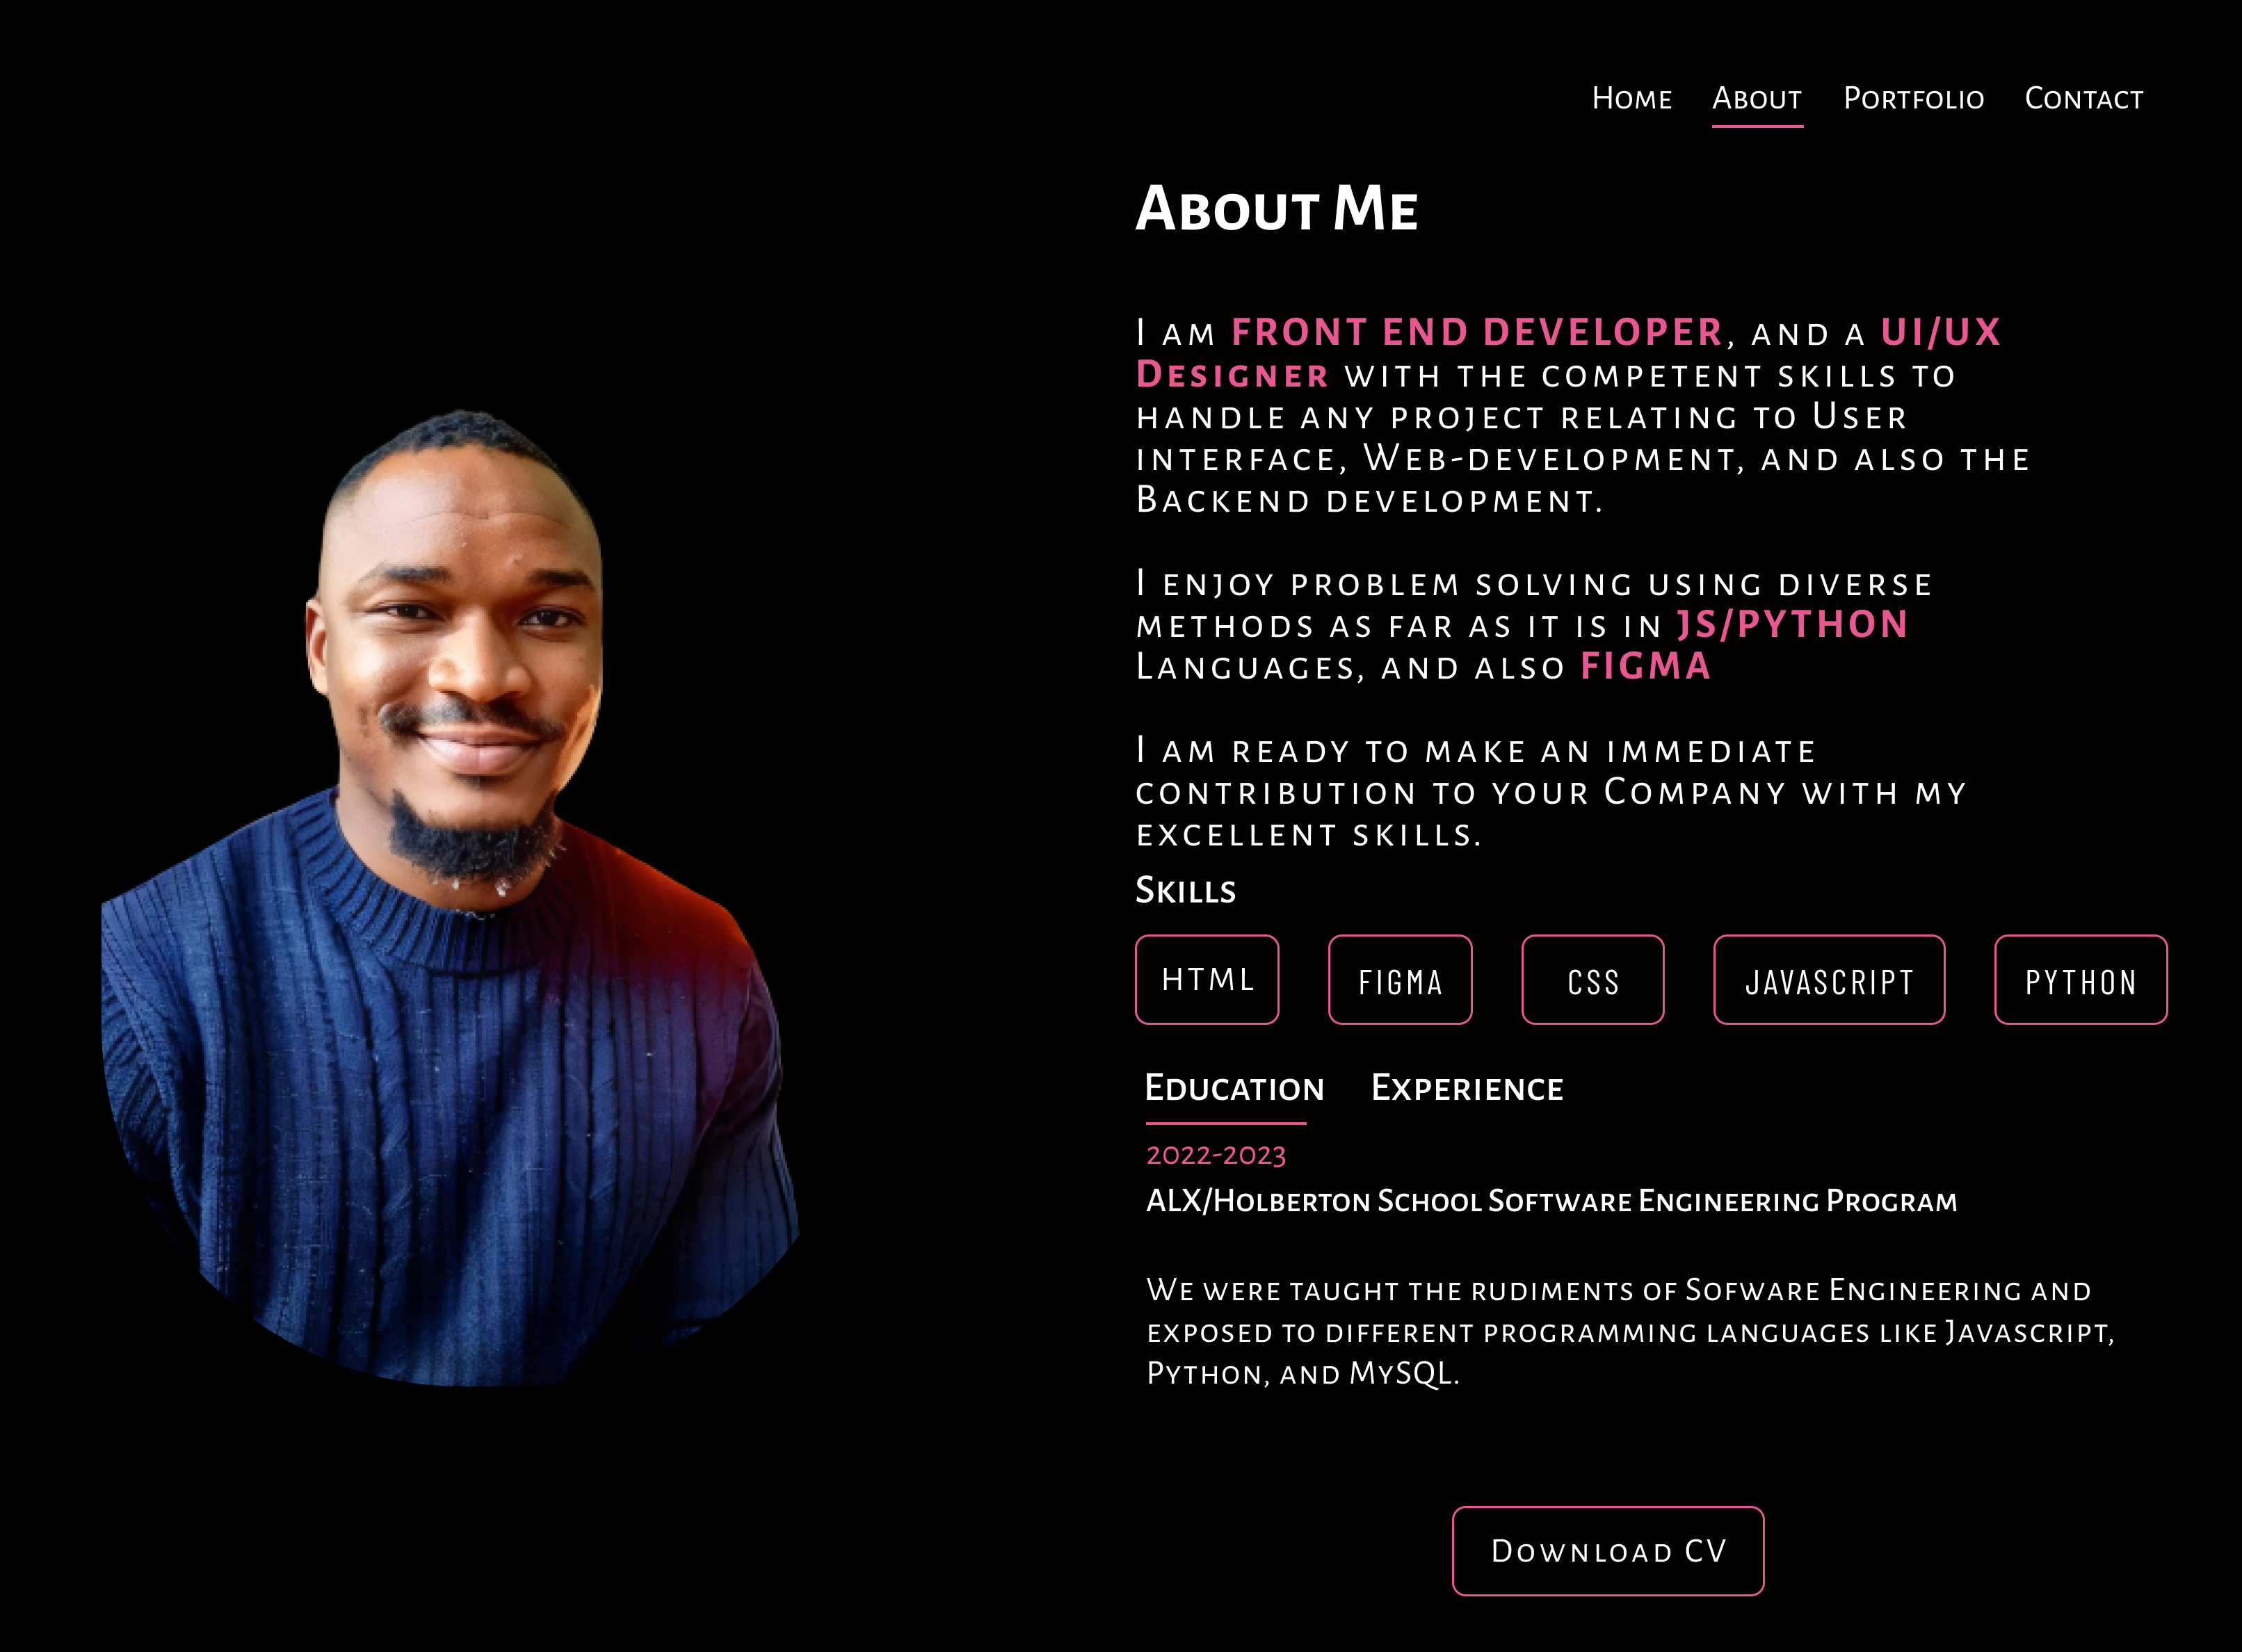 Home About Portfolio Contact
About Me
I am FRONT END DEVELOPER, and a UI/UX
Designer with the competent skills to
handle any project relating to User
interface, Web-development, and also the
Backend development.
I enjoy problem solving using diverse
methods as far as it is in JS/PYTHON
Languages, and also FIGMA
I am ready to make an immediate
contribution to your Company with my
excellent skills.
Skills
HTML FIGMA CSS JAVASCRIPT PYTHON
Education Experience
2022-2023
ALX/Holberton School Software Engineering Program
We were taught the rudiments of Sofware Engineering and
exposed to different programming languages like Javascript,
Python, and MySQL.
Download CV